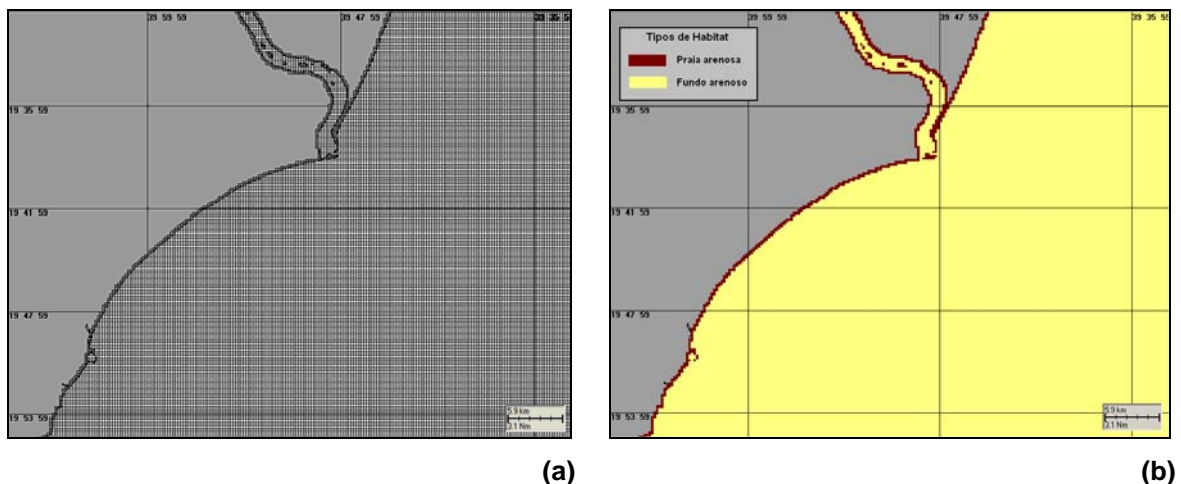 39 59 59
39 47 59
39 35 59
19 35 59
19 41 59
19 47 59
19 53 59
5.9 km
3.1 Nm
(a)
39 59 59
39 47 59
39 35 59
Tipos de Habitat
Praia arenosa
Fundo arenoso
19 35 59
19 41 59
19 47 59
19 53 59
5.9 km
3.1 Nm
(b)